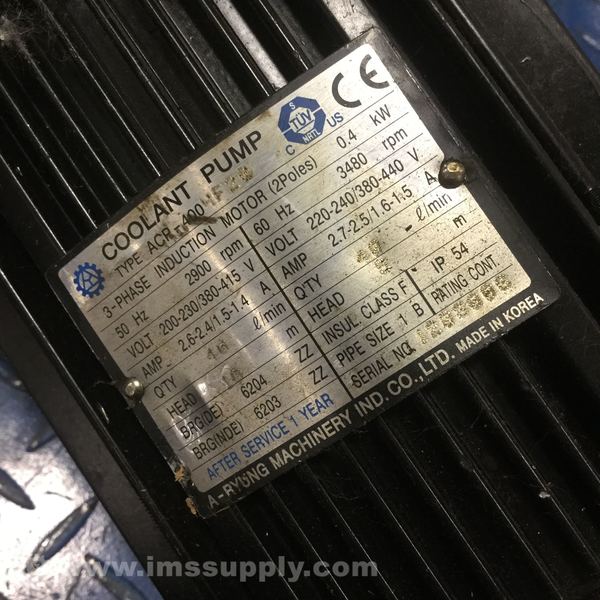 COOLANT PUMP
S
TÜV
NRTL
C US
CE
TYPE ACR
3-PHASE INDUCTION MOTOR (2Poles) 0.4 kW
50 Hz 2900 rpm
VOLT 200-230/380-415 V
AMP 2.6-2.4/1.5-1.4 A
QTY ℓ/min
HEAD m
BRG(DE) 6204 ZZ
BRG(NDE) 6203 ZZ
AFTER SERVICE 1 YEAR
60 Hz 3480 rpm
VOLT 220-240/380-440 V
AMP 2.7-2.5/1.6-1.5 A
QTY ℓ/min
HEAD m
INSUL. CLASS F IP 54
PIPE SIZE 1 B RATING CONT.
SERIAL NO.
A-RYUNG MACHINERY IND. CO., LTD. MADE IN KOREA
www.imssupply.com